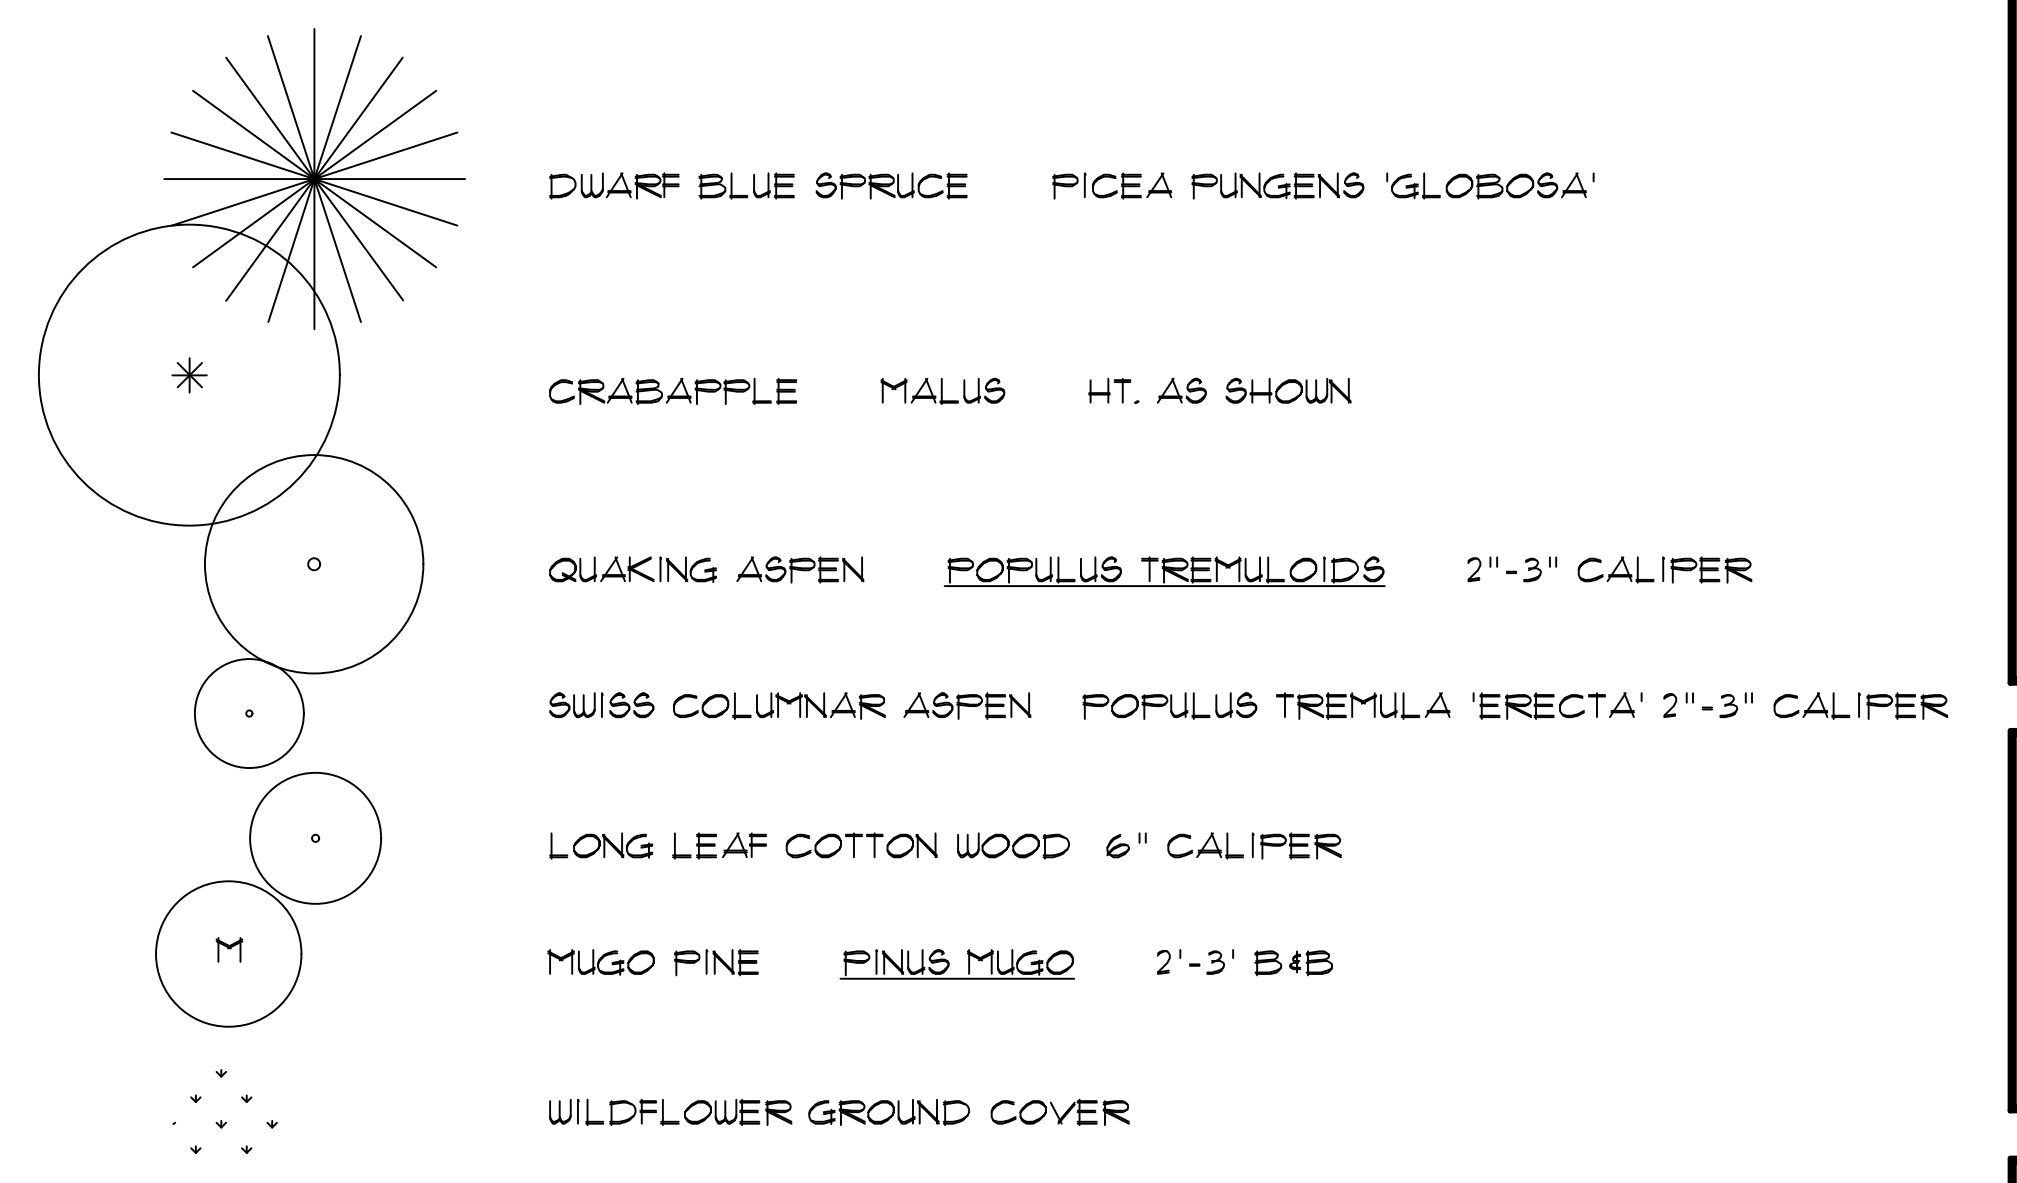 DWARF BLUE SPRUCE PICEA PUNGENS 'GLOBOSA'
CRABAPPLE MALUS HT. AS SHOWN
QUAKING ASPEN POPULUS TREMULOIDS 2"-3" CALIPER
SWISS COLUMNAR ASPEN POPULUS TREMULA 'ERECTA' 2"-3" CALIPER
LONG LEAF COTTON WOOD 6" CALIPER
M MUGO PINE PINUS MUGO 2'-3' B&B
WILDFLOWER GROUND COVER